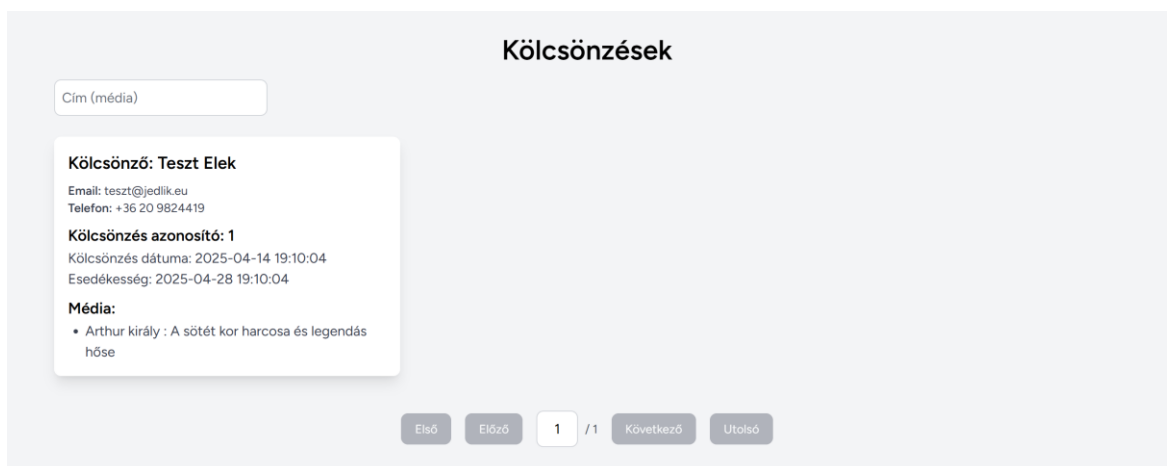 Kölcsönzések
Cím (média)
Kölcsönző: Teszt Elek
Email: teszt@jedlik.eu
Telefon: +36 20 9824419
Kölcsönzés azonosító: 1
Kölcsönzés dátuma: 2025-04-14 19:10:04
Esedékesség: 2025-04-28 19:10:04
Média:
• Arthur király : A sötét kor harcosa és legendás
hőse
Első Előző 1 / 1 Következő Utolsó